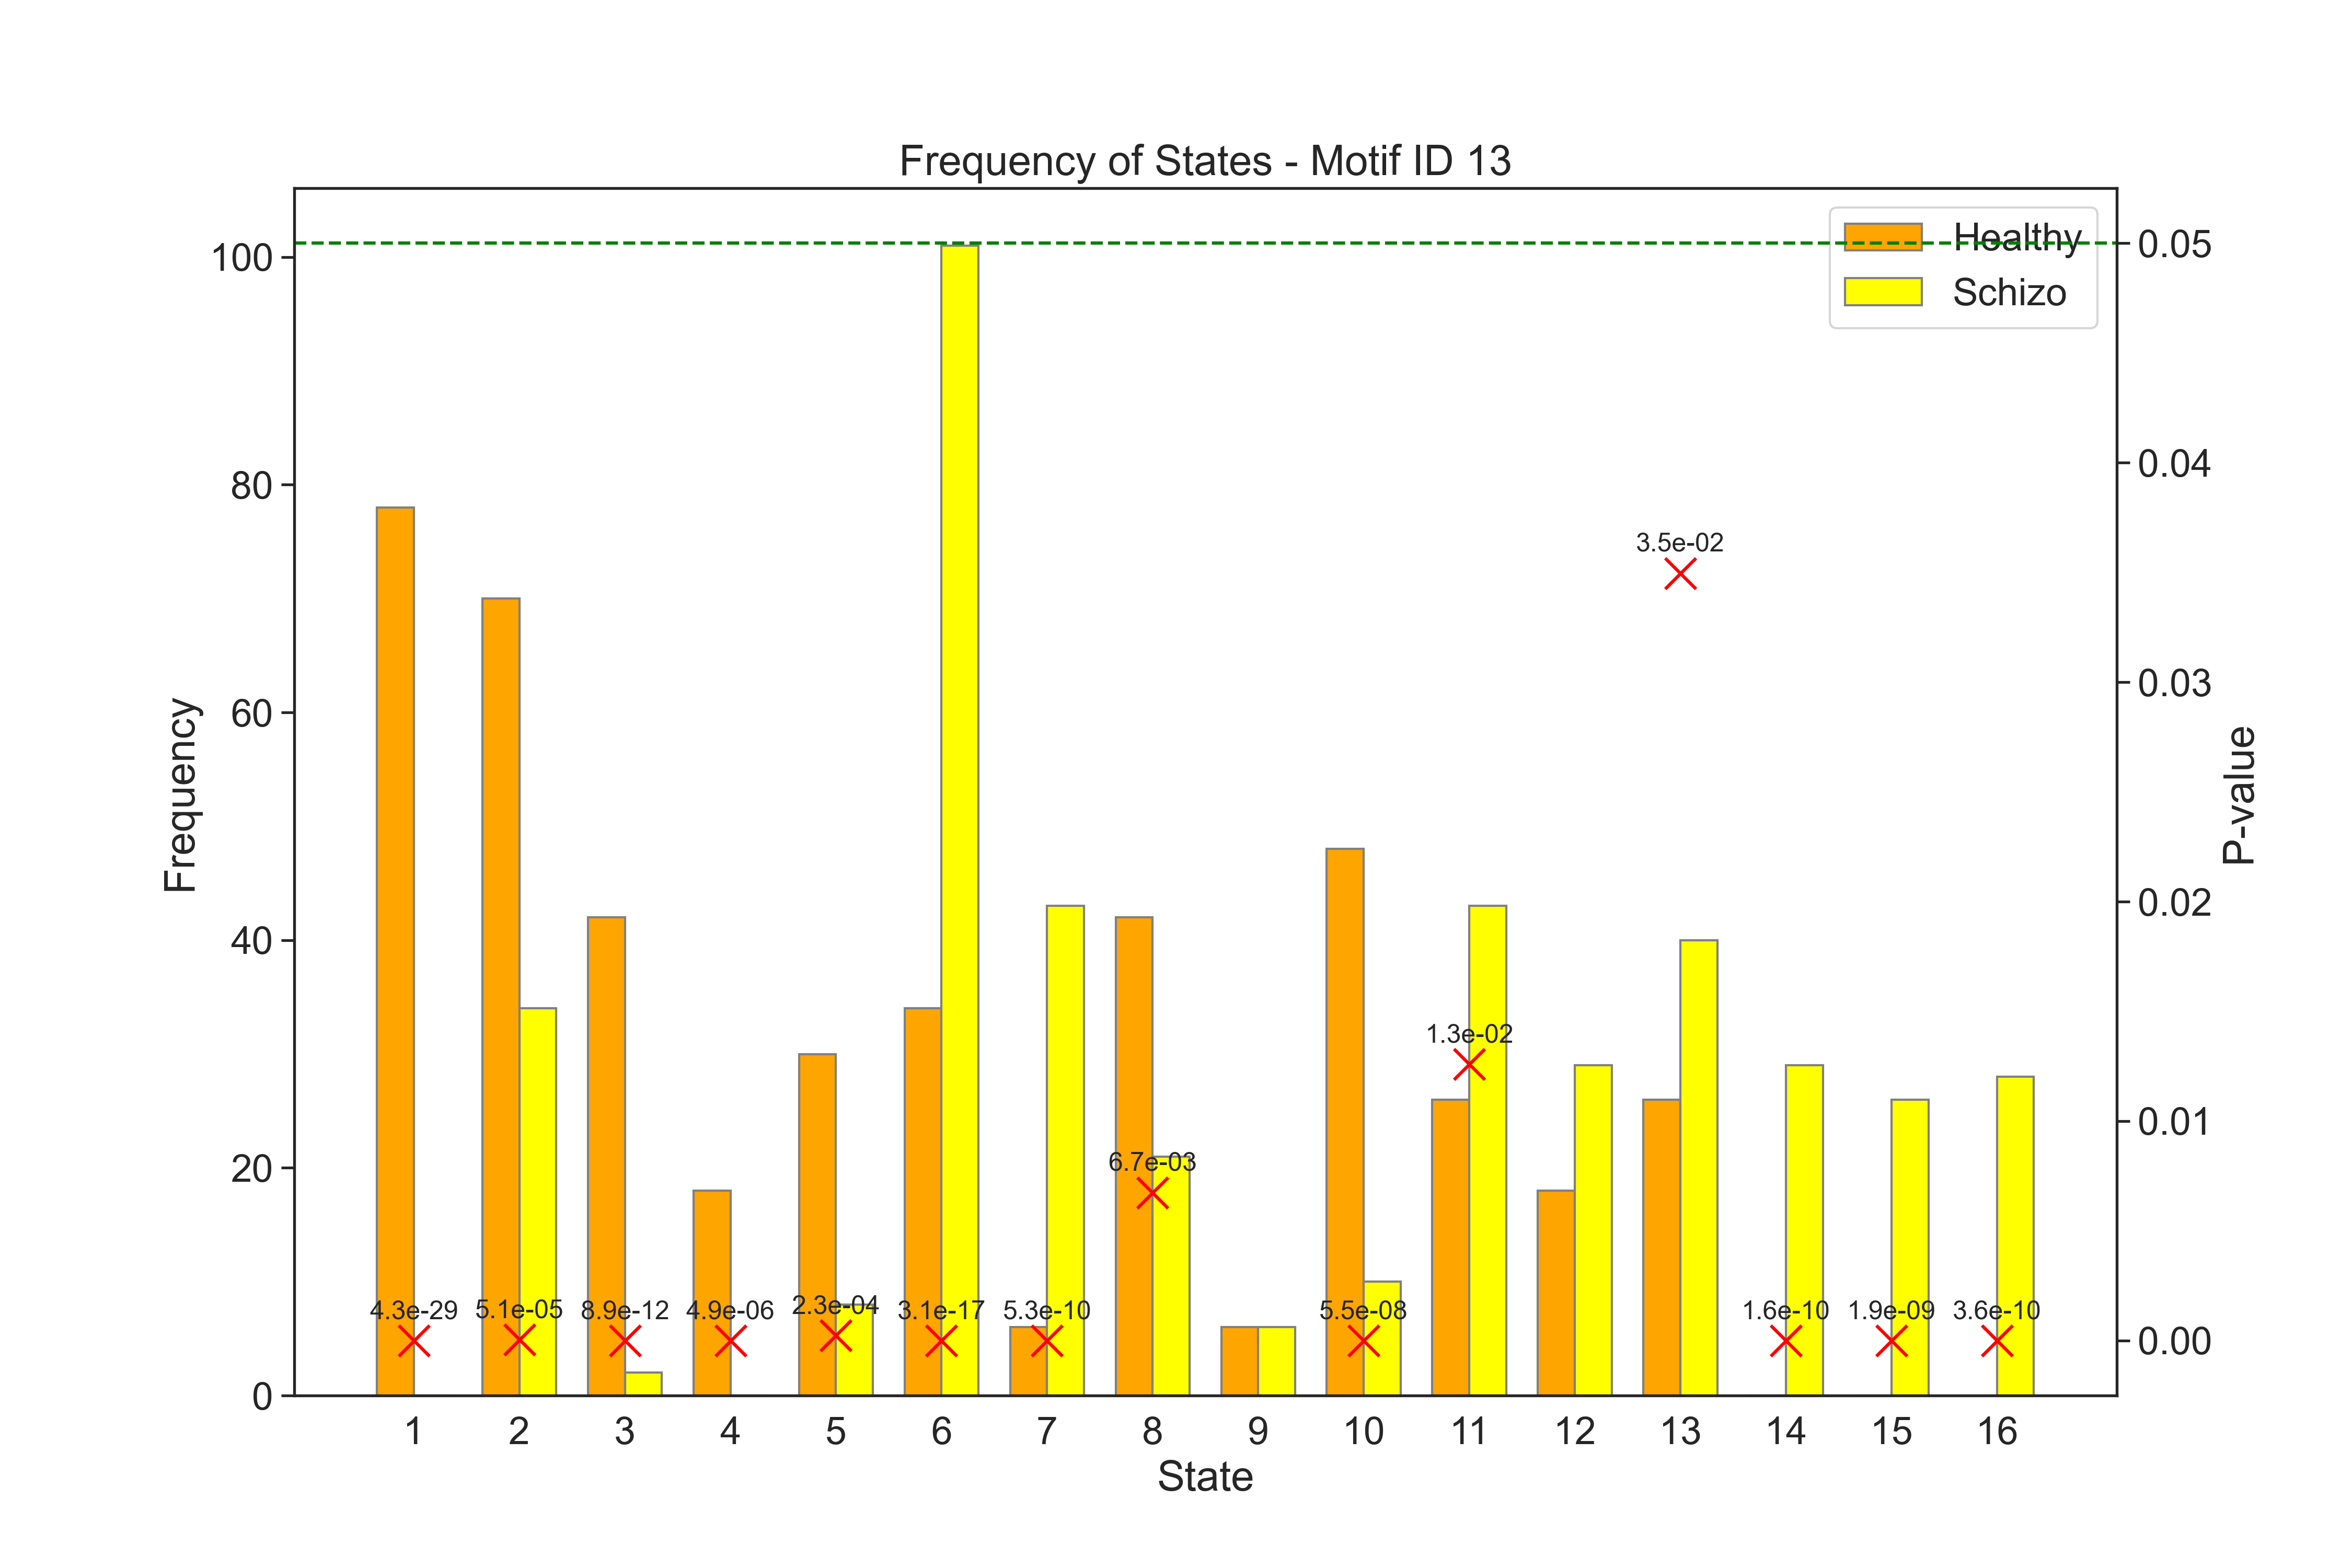 Frequency of States - Motif ID 13
Healthy
Schizo
100
80
60
40
20
0
Frequency
0.05
0.04
0.03
0.02
0.01
0.00
P-value
3.5e-02
1.3e-02
6.7e-03
4.3e-29 5.1e-05 8.9e-12 4.9e-06 2.3e-04 3.1e-17 5.3e-10 5.5e-08 1.6e-10 1.9e-09 3.6e-10
1 2 3 4 5 6 7 8 9 10 11 12 13 14 15 16
State